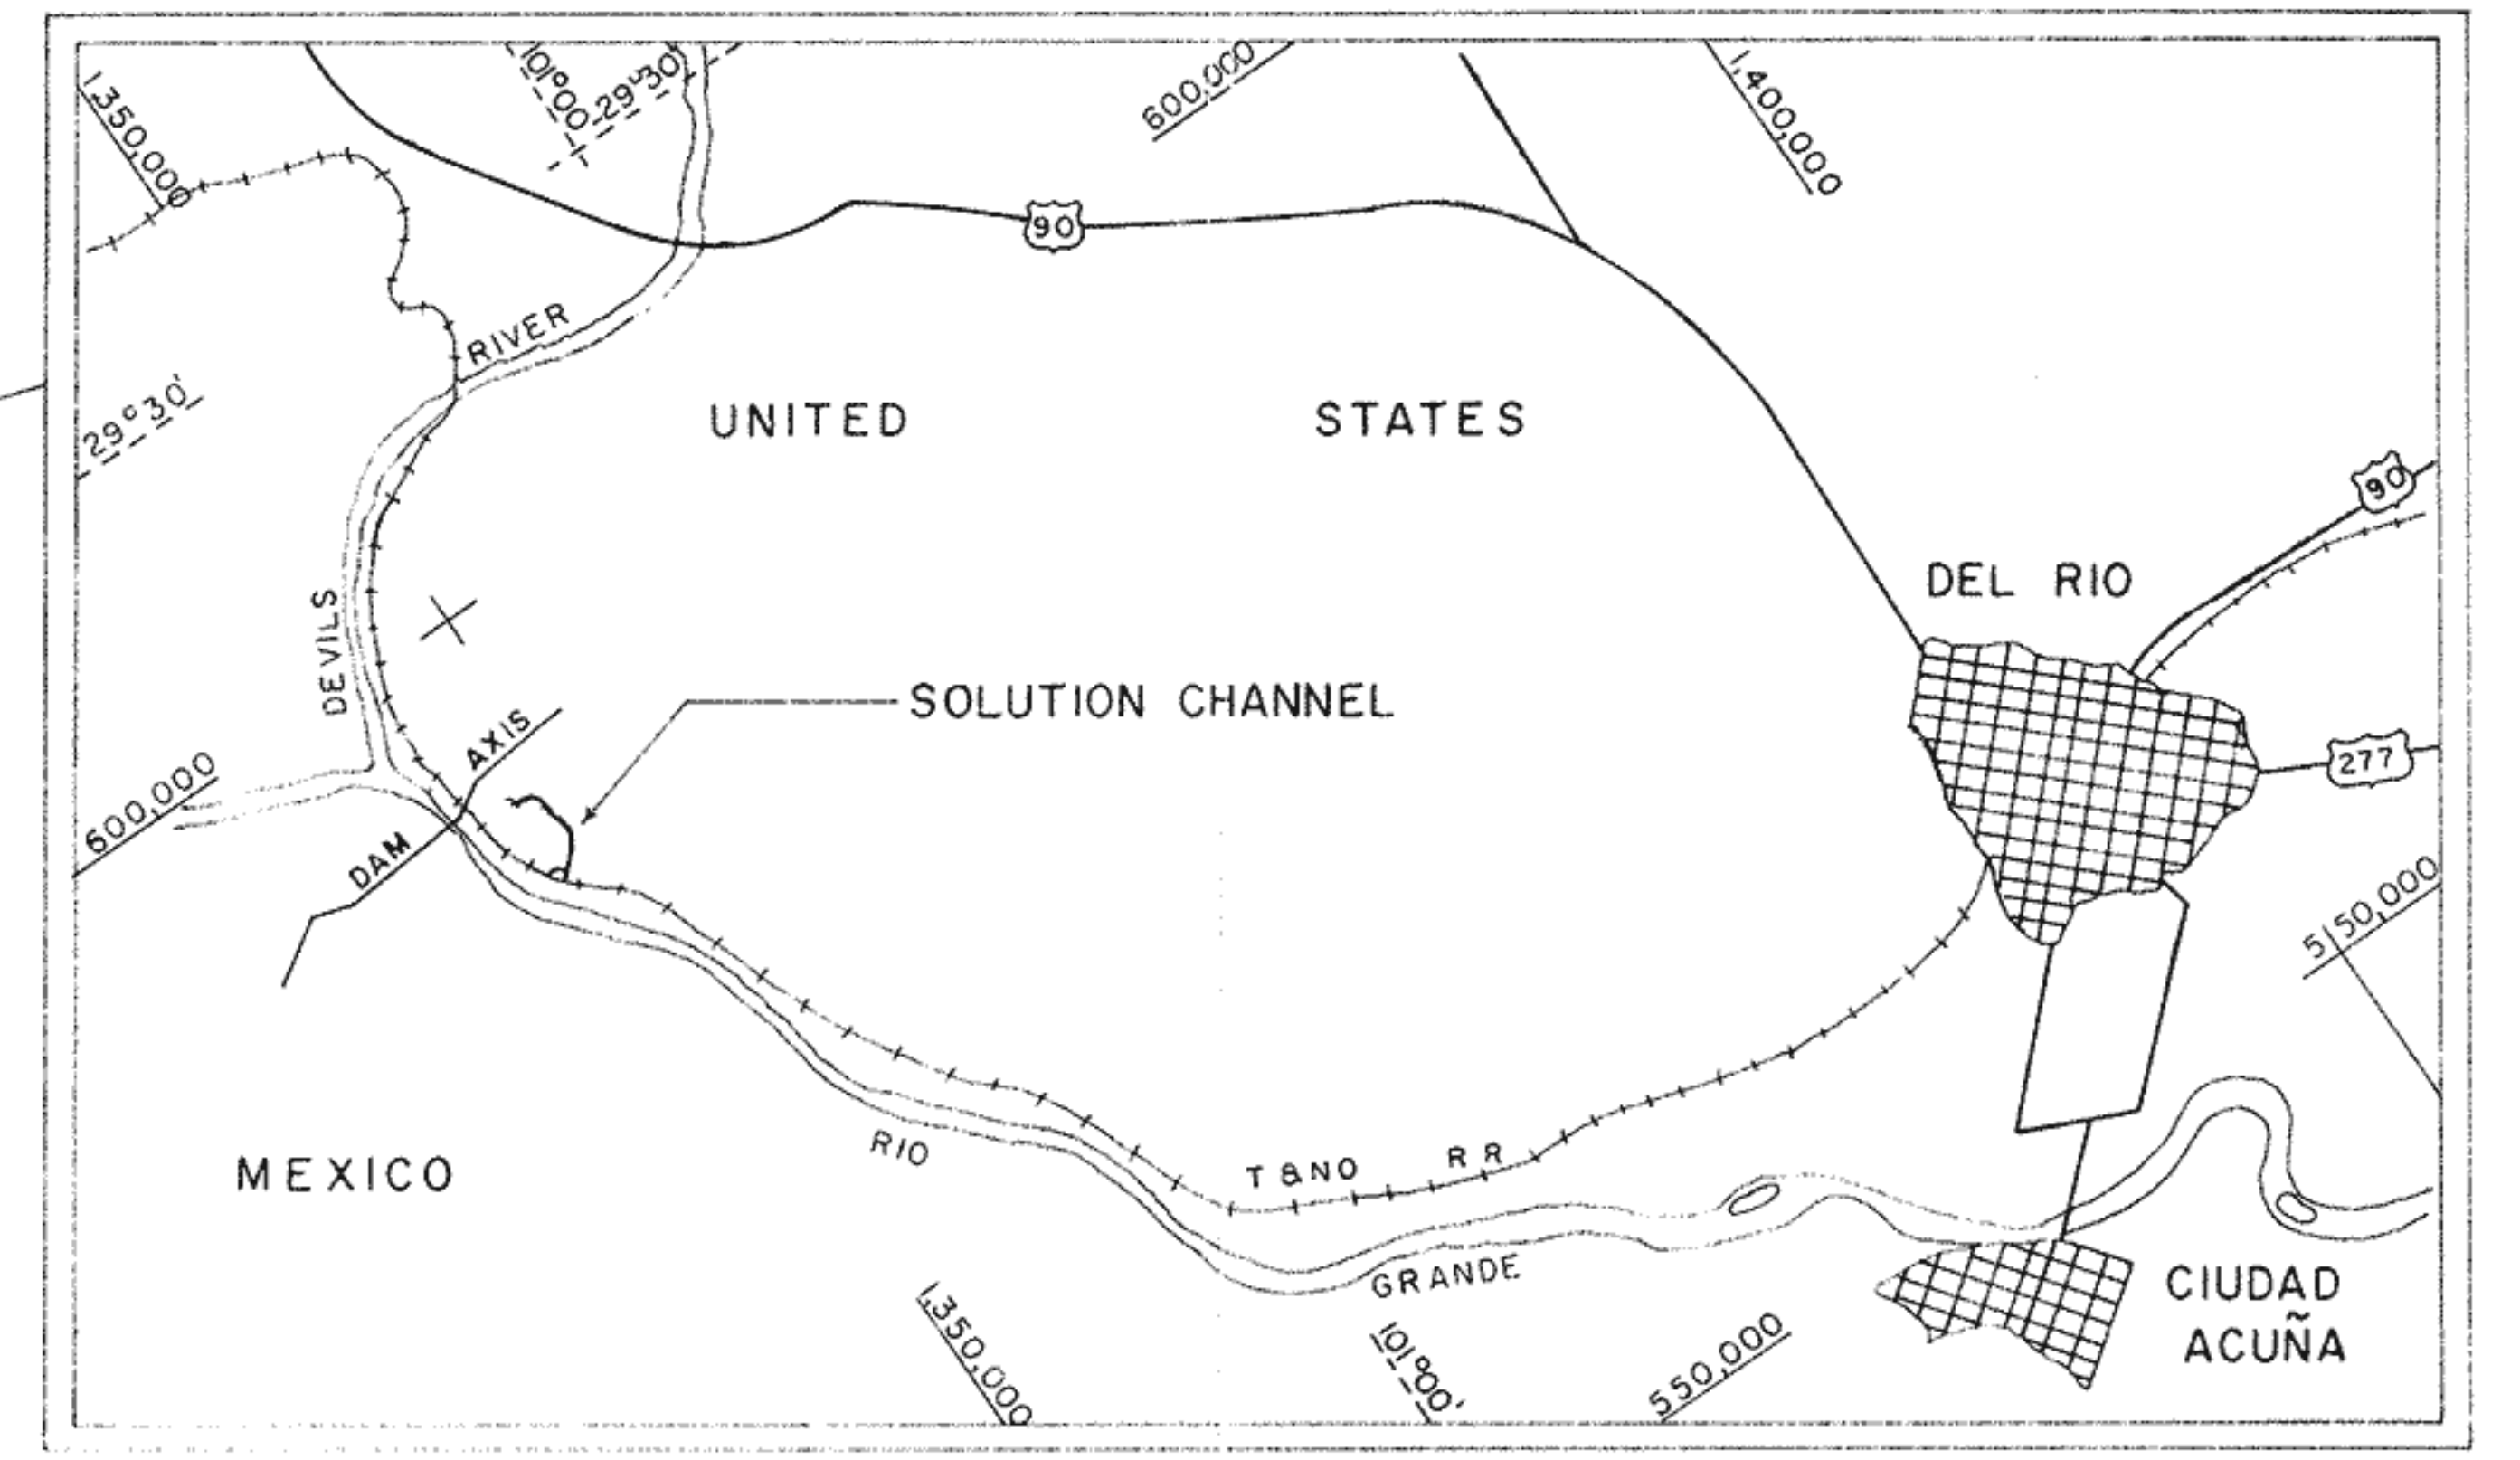 1,350,000
101°00'
29°30'
600,000
1,400,000
90
RIVER
29°30'
UNITED STATES
90
DEL RIO
DEVILS
SOLUTION CHANNEL
AXIS
277
600,000
DAM
550,000
RIO
T&NO RR
MEXICO
GRANDE
CIUDAD
ACUÑA
1,350,000
101°00'
550,000